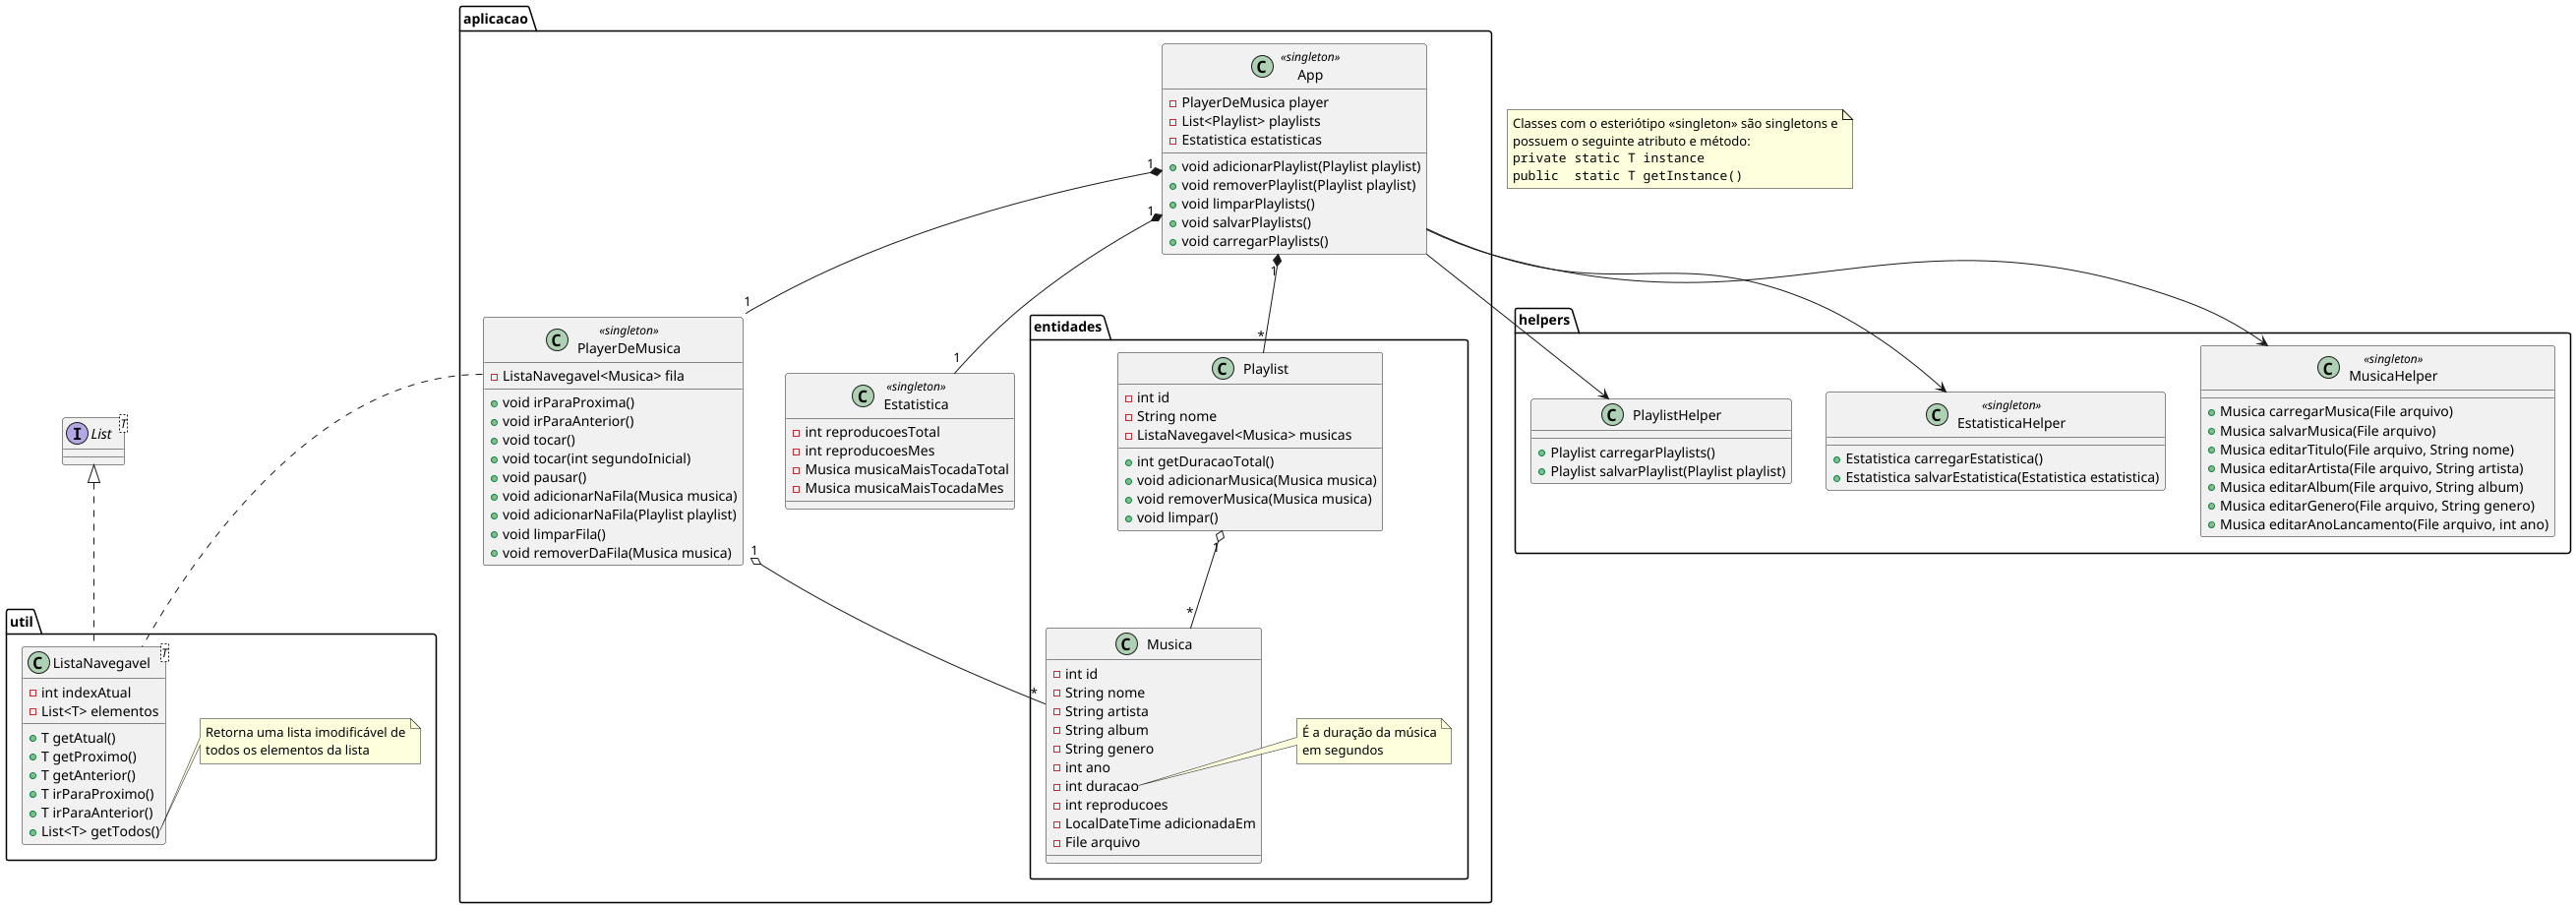 aplicacao
«singleton»
App
PlayerDeMusica player
List<Playlist> playlists
Estatistica estatisticas
void adicionarPlaylist(Playlist playlist)
void removerPlaylist(Playlist playlist)
void limparPlaylists()
void salvarPlaylists()
void carregarPlaylists()
Classes com o esteriótipo «singleton» são singletons e
possuem o seguinte atributo e método:
private static T instance
public  static T getInstance()
1
1
1
1
1
*
«singleton»
PlayerDeMusica
ListaNavegavel<Musica> fila
void irParaProxima()
void irParaAnterior()
void tocar()
void tocar(int segundoInicial)
void pausar()
void adicionarNaFila(Musica musica)
void adicionarNaFila(Playlist playlist)
void limparFila()
void removerDaFila(Musica musica)
«singleton»
Estatistica
int reproducoesTotal
int reproducoesMes
Musica musicaMaisTocadaTotal
Musica musicaMaisTocadaMes
entidades
Playlist
int id
String nome
ListaNavegavel<Musica> musicas
int getDuracaoTotal()
void adicionarMusica(Musica musica)
void removerMusica(Musica musica)
void limpar()
helpers
PlaylistHelper
Playlist carregarPlaylists()
Playlist salvarPlaylist(Playlist playlist)
«singleton»
EstatisticaHelper
Estatistica carregarEstatistica()
Estatistica salvarEstatistica(Estatistica estatistica)
«singleton»
MusicaHelper
Musica carregarMusica(File arquivo)
Musica salvarMusica(File arquivo)
Musica editarTitulo(File arquivo, String nome)
Musica editarArtista(File arquivo, String artista)
Musica editarAlbum(File arquivo, String album)
Musica editarGenero(File arquivo, String genero)
Musica editarAnoLancamento(File arquivo, int ano)
I List T
1
*
1
*
util
C ListaNavegavel T
int indexAtual
List<T> elementos
T getAtual()
T getProximo()
T getAnterior()
T irParaProximo()
T irParaAnterior()
List<T> getTodos()
Retorna uma lista imodificável de
todos os elementos da lista
Musica
int id
String nome
String artista
String album
String genero
int ano
int duracao
int reproducoes
LocalDateTime adicionadaEm
File arquivo
É a duração da música
em segundos